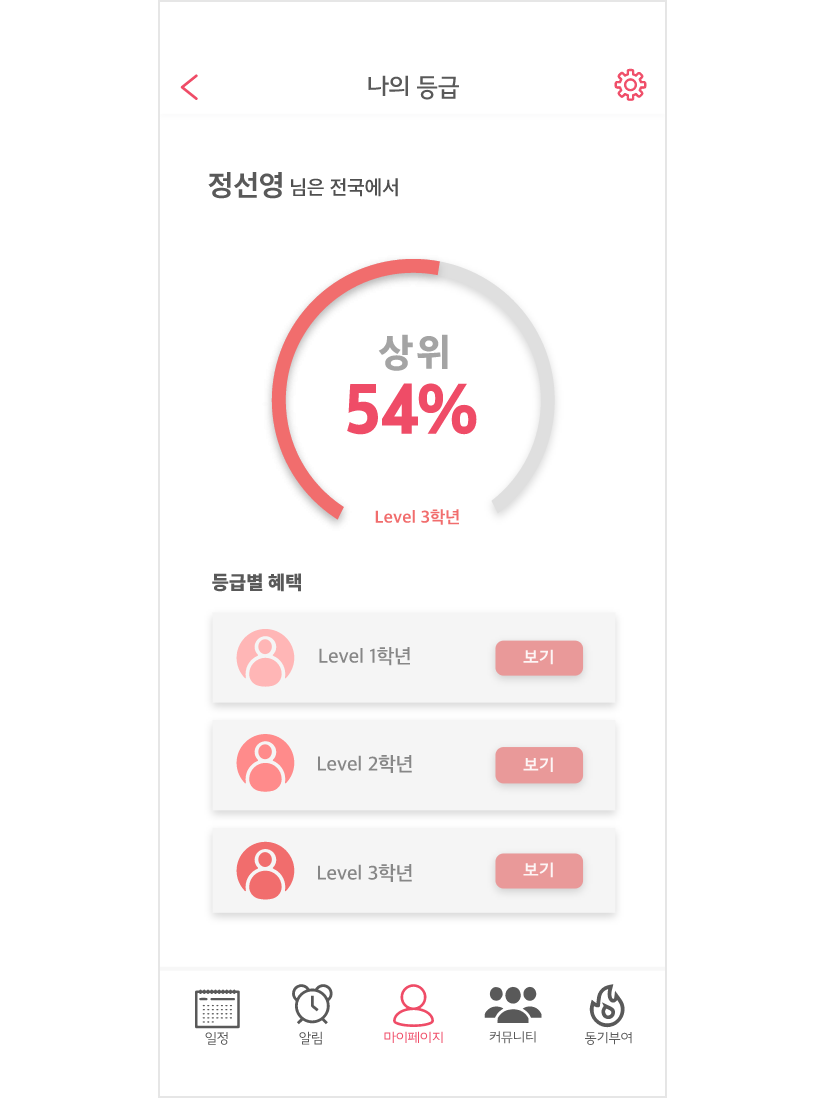 나의 등급
정선영 님은 전국에서
상위
54%
Level 3학년
등급별 혜택
Level 1학년 보기
Level 2학년 보기
Level 3학년 보기
일정 알림 마이페이지 커뮤니티 동기부여